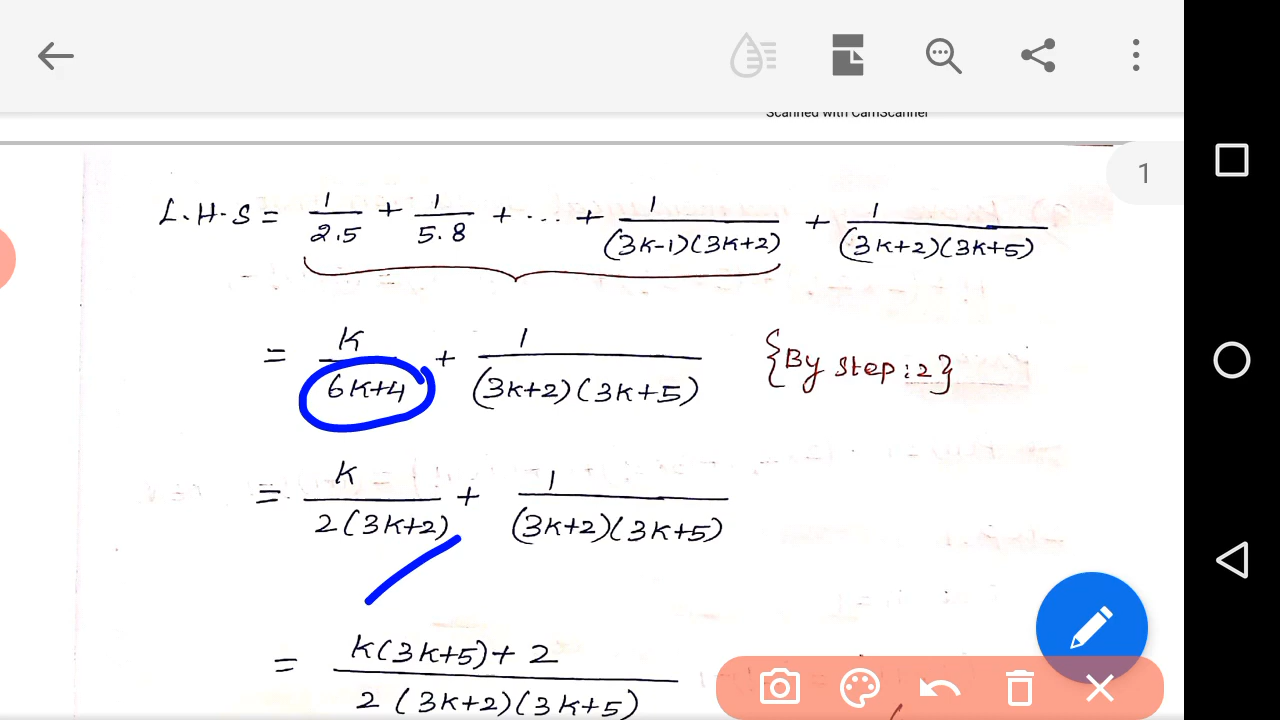 Scanned with CamScanner
1
L.H.S = 1/2.5 + 1/5.8 + ... + 1/(3k-1)(3k+2) + 1/(3k+2)(3k+5)
= k/6k+4 + 1/(3k+2)(3k+5) {By step:2}
= k/2(3k+2) + 1/(3k+2)(3k+5)
= k(3k+5)+2/2(3k+2)(3k+5)